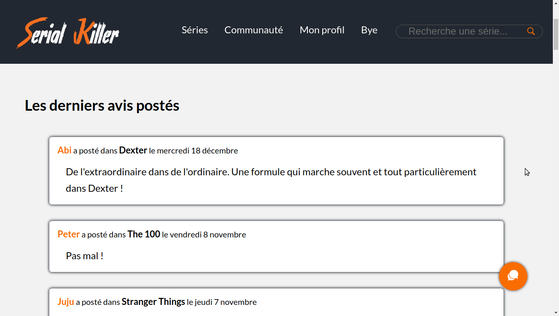 Serial Killer
Séries Communauté Mon profil Bye Recherche une série...
Les derniers avis postés
Abi a posté dans Dexter le mercredi 18 décembre
De l'extraordinaire dans de l'ordinaire. Une formule qui marche souvent et tout particulièrement
dans Dexter !
Peter a posté dans The 100 le vendredi 8 novembre
Pas mal !
Juju a posté dans Stranger Things le jeudi 7 novembre